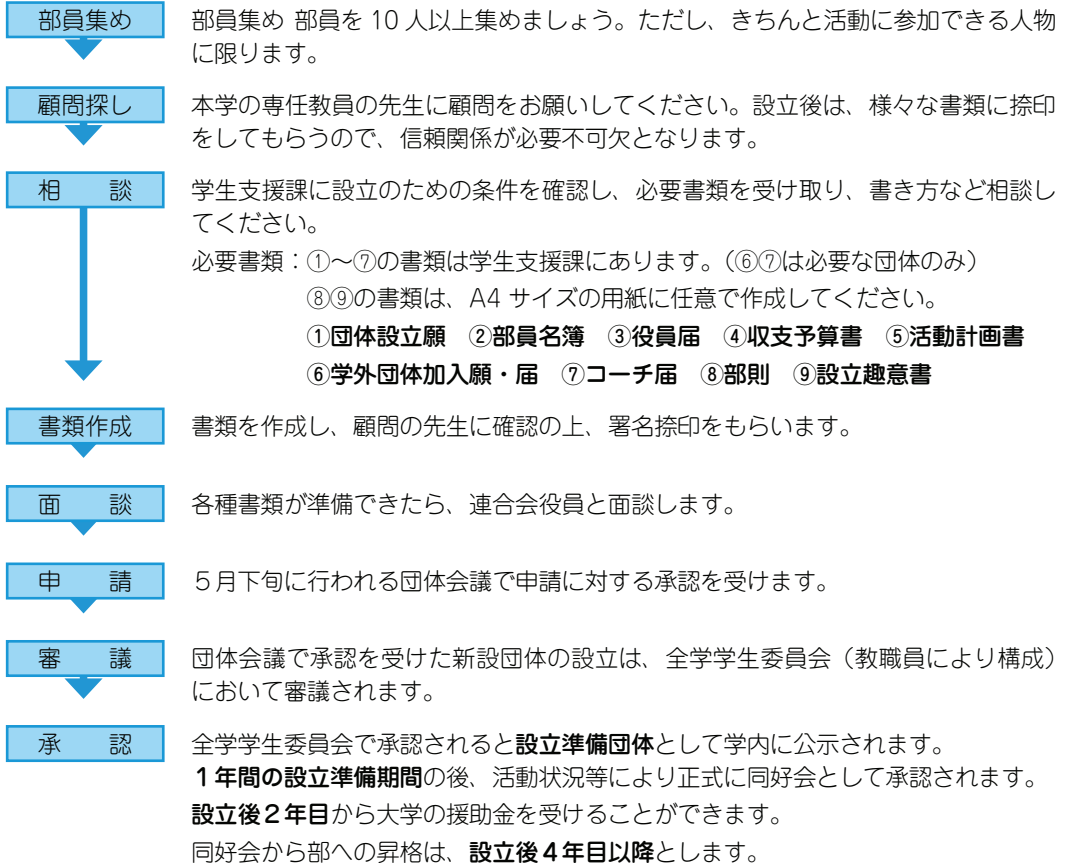 部員集め
部員集め 部員を 10 人以上集めましょう。ただし、きちんと活動に参加できる人物
に限ります。
顧問探し
本学の専任教員の先生に顧問をお願いしてください。設立後は、様々な書類に捺印
をしてもらうので、信頼関係が必要不可欠となります。
相　　談
学生支援課に設立のための条件を確認し、必要書類を受け取り、書き方など相談し
てください。
必要書類：①〜⑦の書類は学生支援課にあります。（⑥⑦は必要な団体のみ）
⑧⑨の書類は、A4 サイズの用紙に任意で作成してください。
①団体設立願　②部員名簿　③役員届　④収支予算書　⑤活動計画書
⑥学外団体加入願・届　⑦コーチ届　⑧部則　⑨設立趣意書
書類作成
書類を作成し、顧問の先生に確認の上、署名捺印をもらいます。
面　　談
各種書類が準備できたら、連合会役員と面談します。
申　　請
５月下旬に行われる団体会議で申請に対する承認を受けます。
審　　議
団体会議で承認を受けた新設団体の設立は、全学学生委員会（教職員により構成）
において審議されます。
承　　認
全学学生委員会で承認されると設立準備団体として学内に公示されます。
１年間の設立準備期間の後、活動状況等により正式に同好会として承認されます。
設立後２年目から大学の援助金を受けることができます。
同好会から部への昇格は、設立後４年目以降とします。